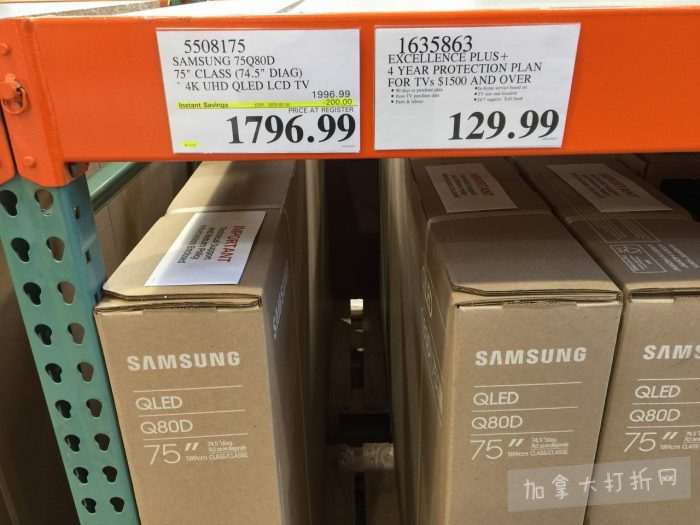 5508175
SAMSUNG 75Q80D
75" CLASS (74.5" DIAG)
4K UHD QLED LCD TV
1996.99
Instant Savings
-200.00
PRICE AT REGISTER
1796.99
1635863
EXCELLENCE PLUS+
4 YEAR PROTECTION PLAN
FOR TVs $1500 AND OVER
129.99
IMPORTANT
SAMSUNG
SAMSUNG
QLED
Q80D
75"
IMPORTANT
SAMSUNG
QLED
Q80D
75"
SAMS
QLED
Q80D
75"
加拿大打折网